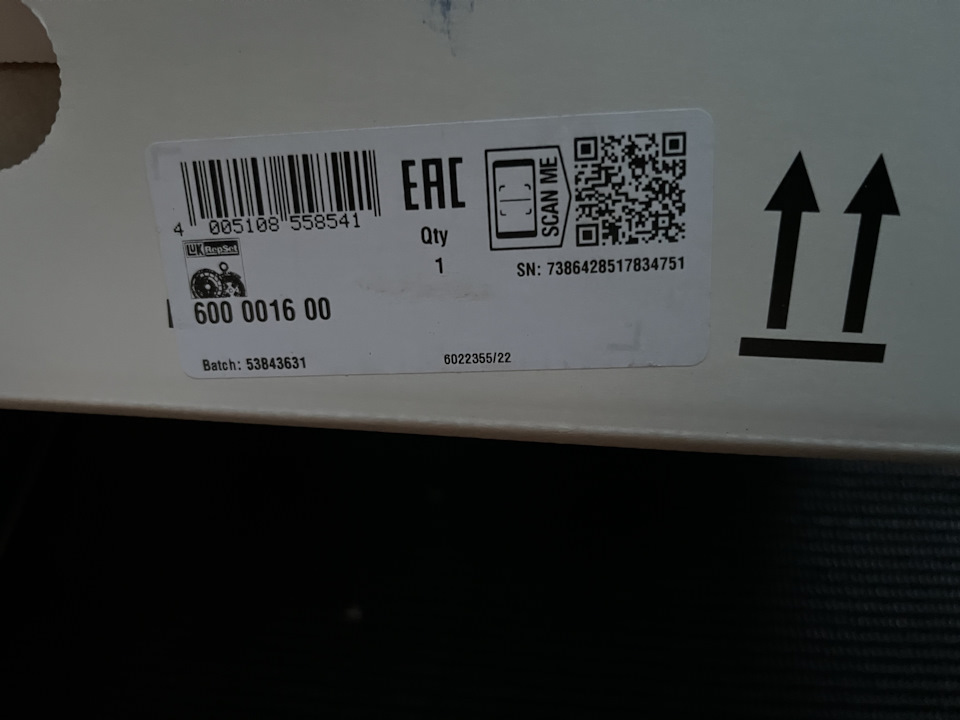 4 005108 558541
EAC
Qty
1
SCAN ME
SN: 7386428517834751
LUK RepSet
600 0016 00
Batch: 53843631
6022355/22